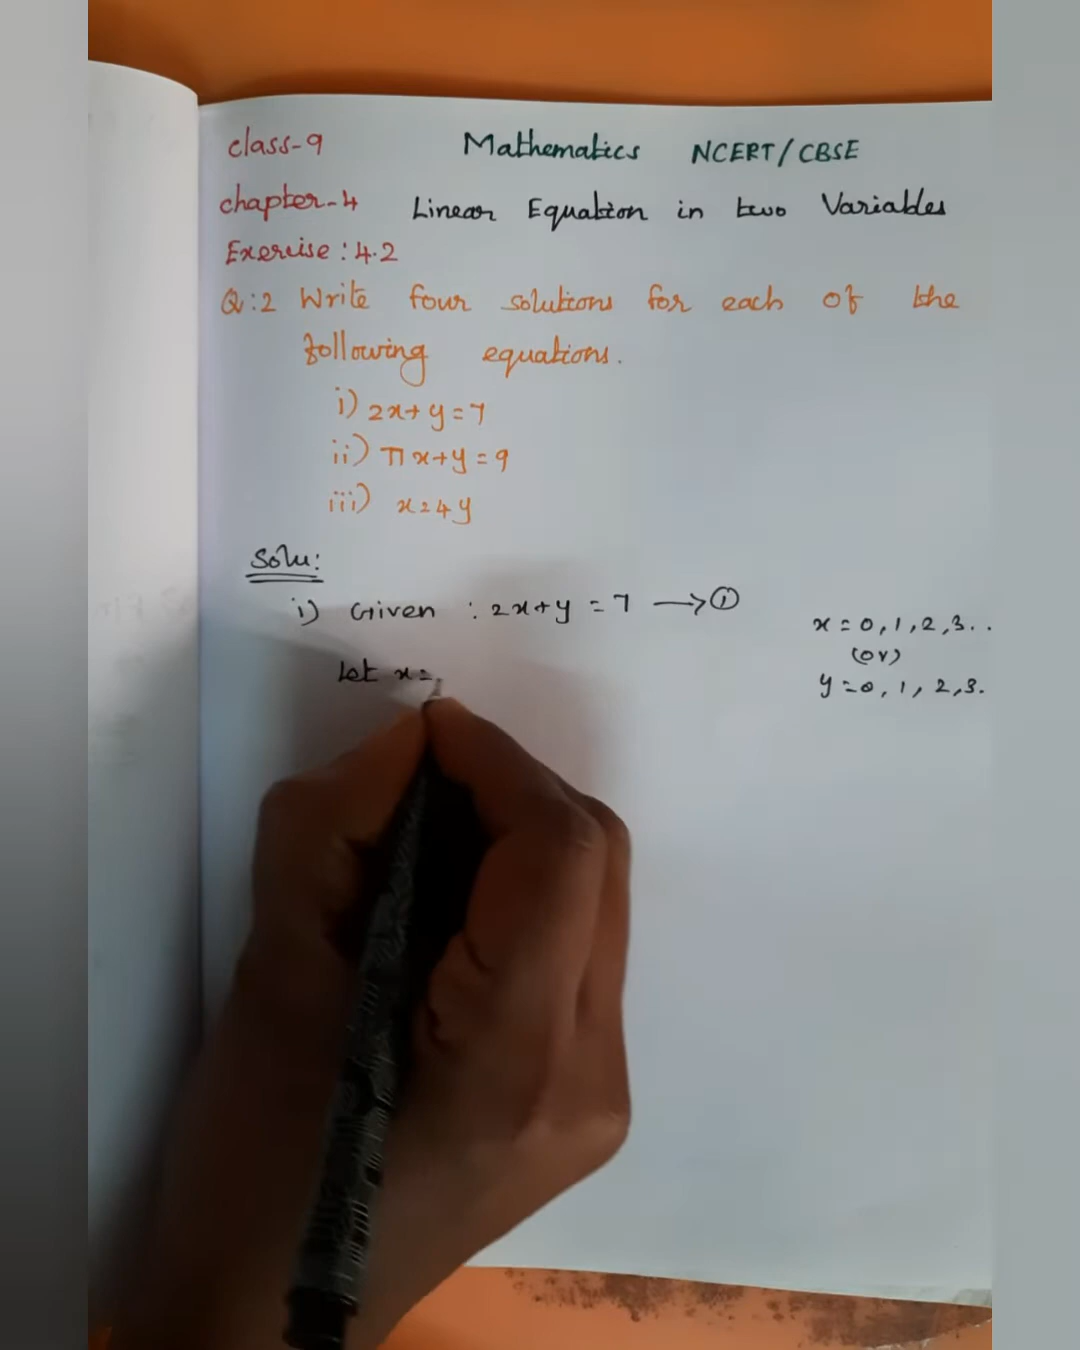 class-9 Mathematics NCERT/CBSE
chapter-4 Linear Equation in two Variables
Exercise : 4.2
Q:2 Write four solutions for each of the
following equations.
i) 2x+y=7
ii) πx+y=9
iii) x=4y
Solu:
i) Given : 2x+y=7 →①
x=0,1,2,3..
(or)
y=0,1,2,3.
Let x=